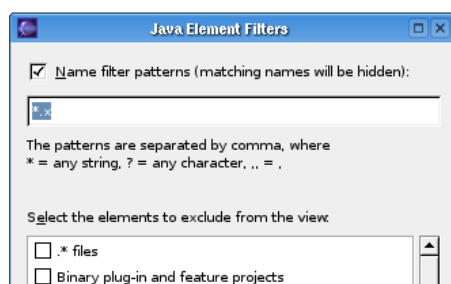 Java Element Filters
Name filter patterns (matching names will be hidden):
*.x
The patterns are separated by comma, where
* = any string, ? = any character, ,, = ,
Select the elements to exclude from the view:
.* files
Binary plug-in and feature projects